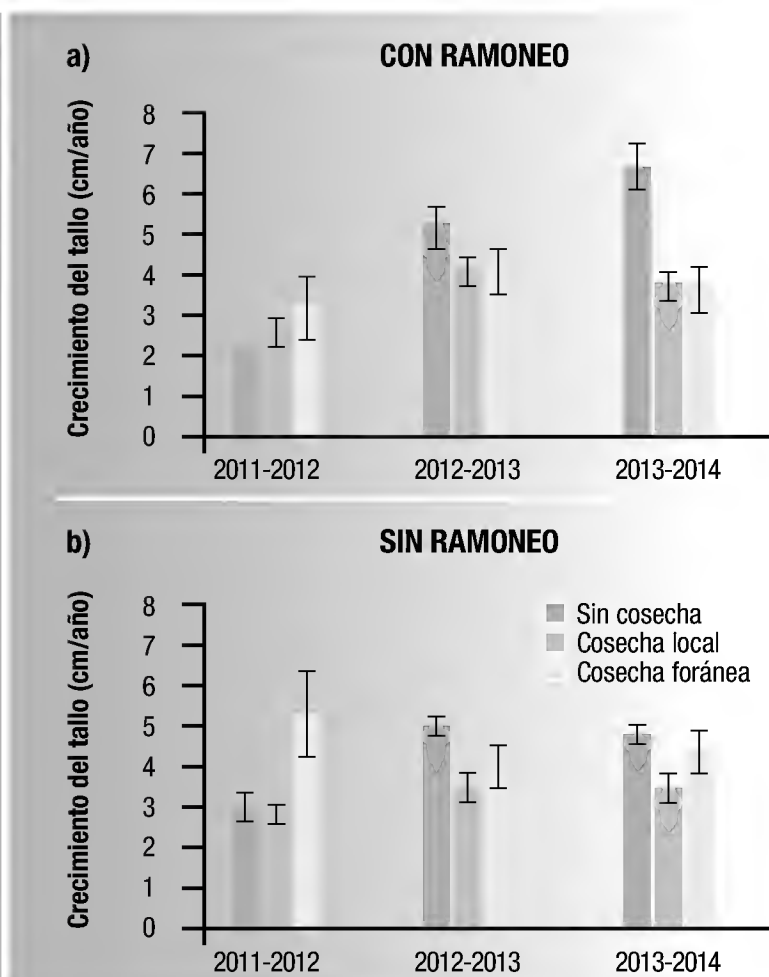 a) CON RAMONEO
Crecimiento del tallo (cm/año)
8
7
6
5
4
3
2
1
0
2011-2012 2012-2013 2013-2014
b) SIN RAMONEO
Crecimiento del tallo (cm/año)
8
7
6
5
4
3
2
1
0
Sin cosecha
Cosecha local
Cosecha foránea
2011-2012 2012-2013 2013-2014